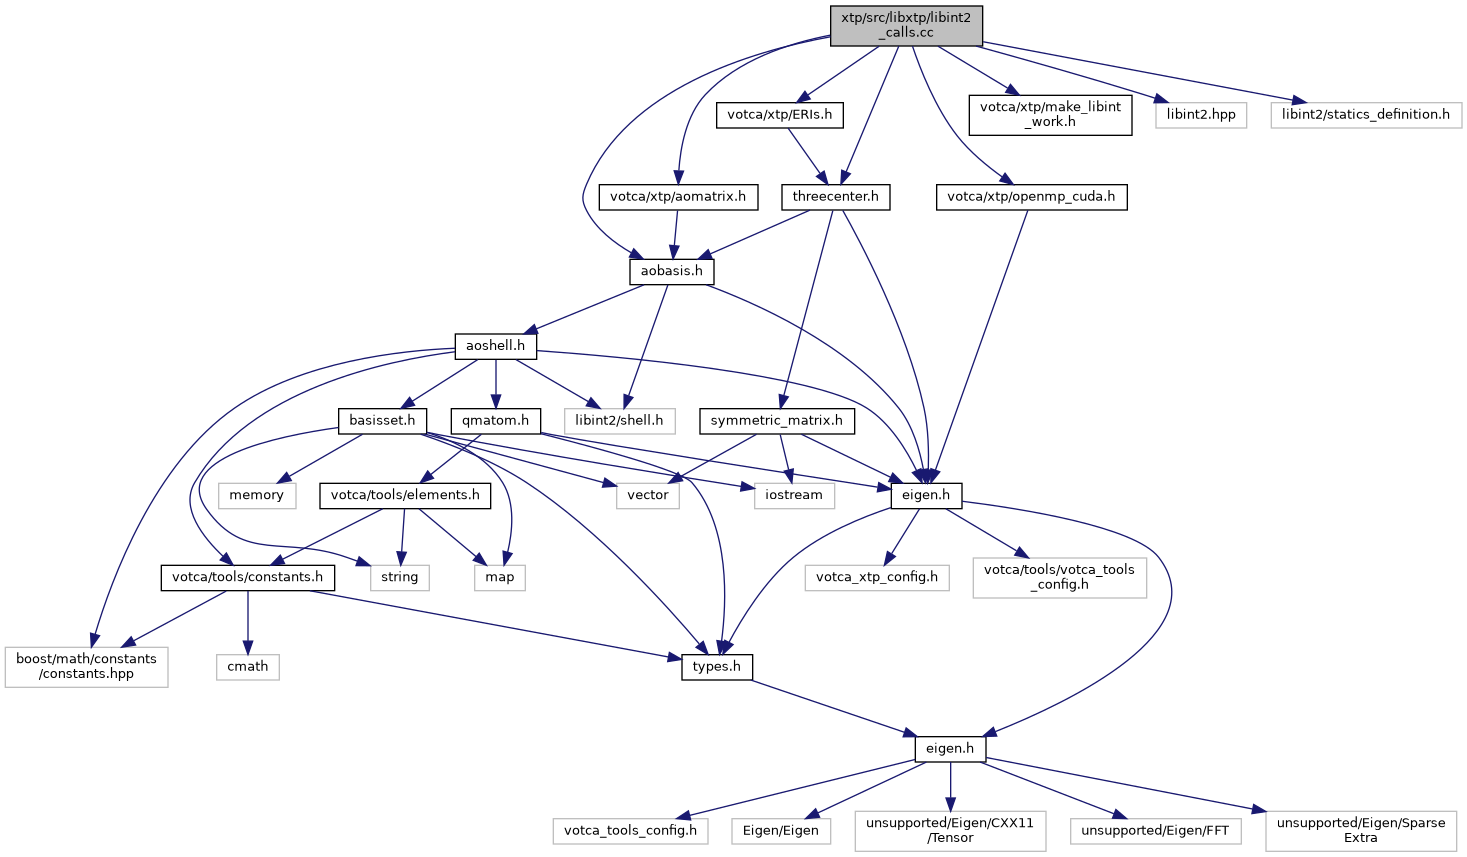 xtp/src/libxtp/libint2
_calls.cc
votca/xtp/ERIs.h
votca/xtp/make_libint
_work.h
libint2.hpp
libint2/statics_definition.h
votca/xtp/aomatrix.h
threecenter.h
votca/xtp/openmp_cuda.h
aobasis.h
aoshell.h
basisset.h
qmatom.h
libint2/shell.h
symmetric_matrix.h
memory
votca/tools/elements.h
vector
iostream
eigen.h
votca/tools/constants.h
string
map
votca_xtp_config.h
votca/tools/votca_tools
_config.h
boost/math/constants
/constants.hpp
cmath
types.h
eigen.h
votca_tools_config.h
Eigen/Eigen
unsupported/Eigen/CXX11
/Tensor
unsupported/Eigen/FFT
unsupported/Eigen/Sparse
Extra